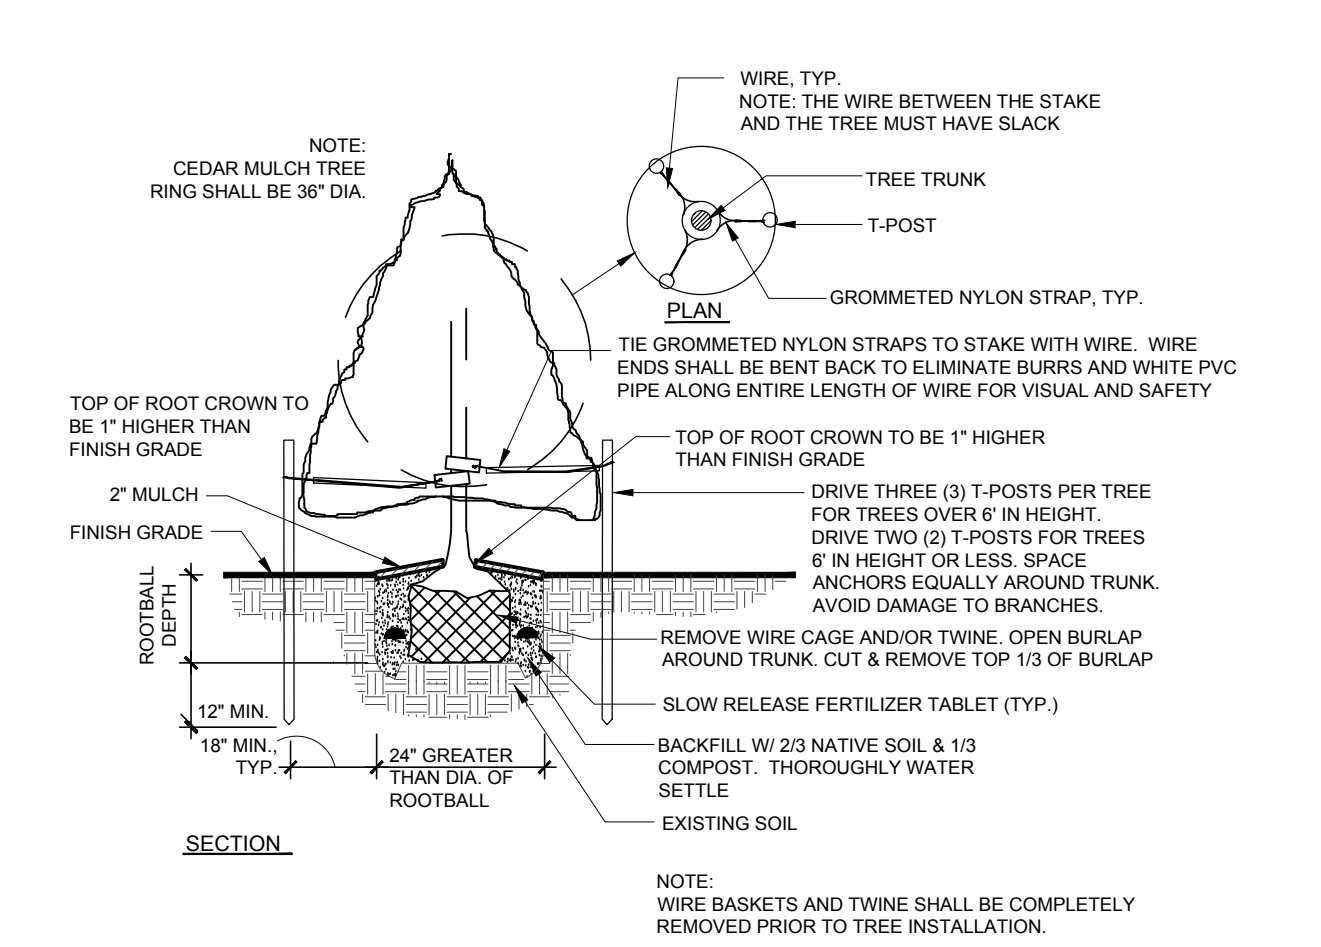 WIRE, TYP.
NOTE: THE WIRE BETWEEN THE STAKE
AND THE TREE MUST HAVE SLACK
NOTE:
CEDAR MULCH TREE
RING SHALL BE 36" DIA.
TREE TRUNK
T-POST
GROMMETED NYLON STRAP, TYP.
PLAN
TIE GROMMETED NYLON STRAPS TO STAKE WITH WIRE. WIRE
ENDS SHALL BE BENT BACK TO ELIMINATE BURRS AND WHITE PVC
PIPE ALONG ENTIRE LENGTH OF WIRE FOR VISUAL AND SAFETY
TOP OF ROOT CROWN TO
BE 1" HIGHER THAN
FINISH GRADE
TOP OF ROOT CROWN TO BE 1" HIGHER
THAN FINISH GRADE
2" MULCH
FINISH GRADE
DRIVE THREE (3) T-POSTS PER TREE
FOR TREES OVER 6' IN HEIGHT.
DRIVE TWO (2) T-POSTS FOR TREES
6' IN HEIGHT OR LESS. SPACE
ANCHORS EQUALLY AROUND TRUNK.
AVOID DAMAGE TO BRANCHES.
ROOTBALL
DEPTH
REMOVE WIRE CAGE AND/OR TWINE. OPEN BURLAP
AROUND TRUNK. CUT & REMOVE TOP 1/3 OF BURLAP
SLOW RELEASE FERTILIZER TABLET (TYP.)
12" MIN.
18" MIN.,
TYP.
24" GREATER
THAN DIA. OF
ROOTBALL
BACKFILL W/ 2/3 NATIVE SOIL & 1/3
COMPOST. THOROUGHLY WATER
SETTLE
EXISTING SOIL
SECTION
NOTE:
WIRE BASKETS AND TWINE SHALL BE COMPLETELY
REMOVED PRIOR TO TREE INSTALLATION.